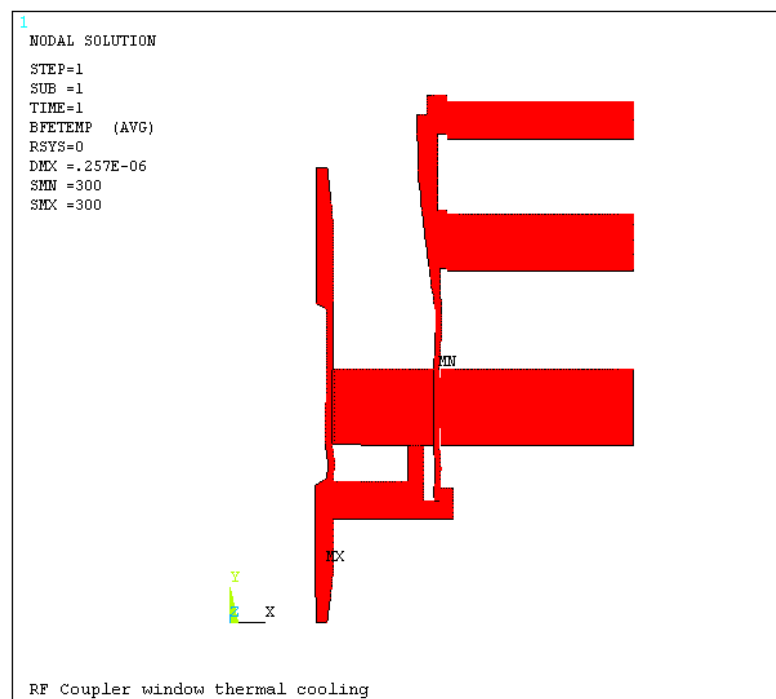 1
NODAL SOLUTION
STEP=1
SUB =1
TIME=1
BFETEMP (AVG)
RSYS=0
DMX =.257E-06
SMN =300
SMX =300
MN
MX
Y
Z X
RF Coupler window thermal cooling